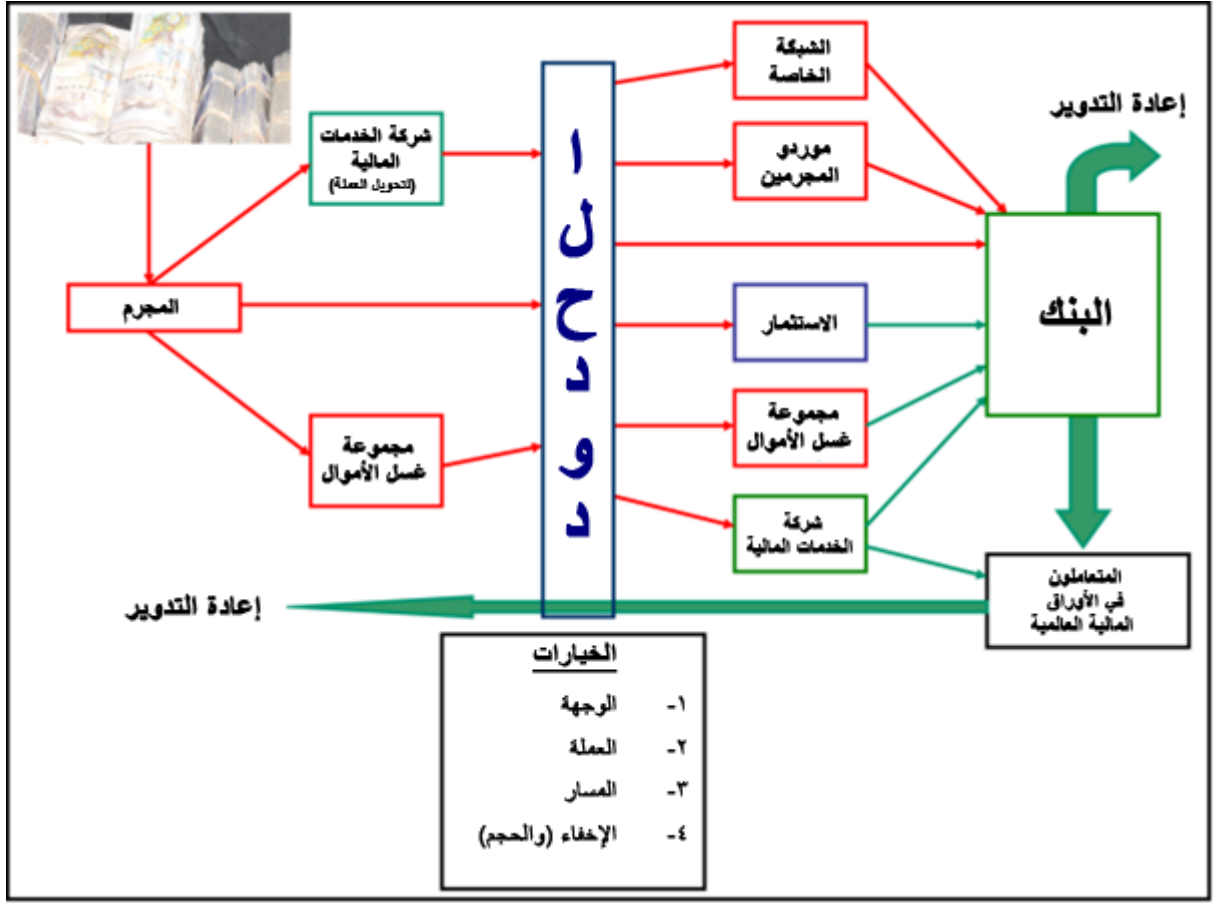 الشبكة
الخاصة
إعادة التدوير
شركة الخدمات
المالية
(لتحويل العملة)
موردو
المجرمين
الحدود
المجرم
الاستثمار
البنك
مجموعة
غسل الأموال
مجموعة
غسل الأموال
شركة
الخدمات المالية
المتعاملون
في الأوراق
المالية العالمية
إعادة التدوير
الخيارات
١- الوجهة
٢- العملة
٣- المسار
٤- الإخفاء (والحجم)